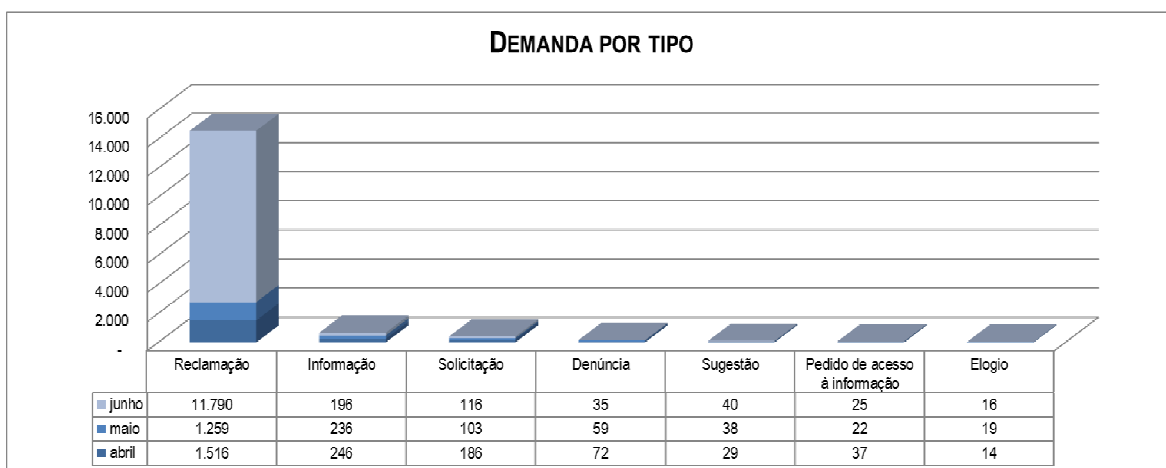 DEMANDA POR TIPO
16.000
14.000
12.000
10.000
8.000
6.000
4.000
2.000
-
Reclamação Informação Solicitação Denúncia Sugestão Pedido de acesso à informação Elogio
junho 11.790 196 116 35 40 25 16
maio 1.259 236 103 59 38 22 19
abril 1.516 246 186 72 29 37 14